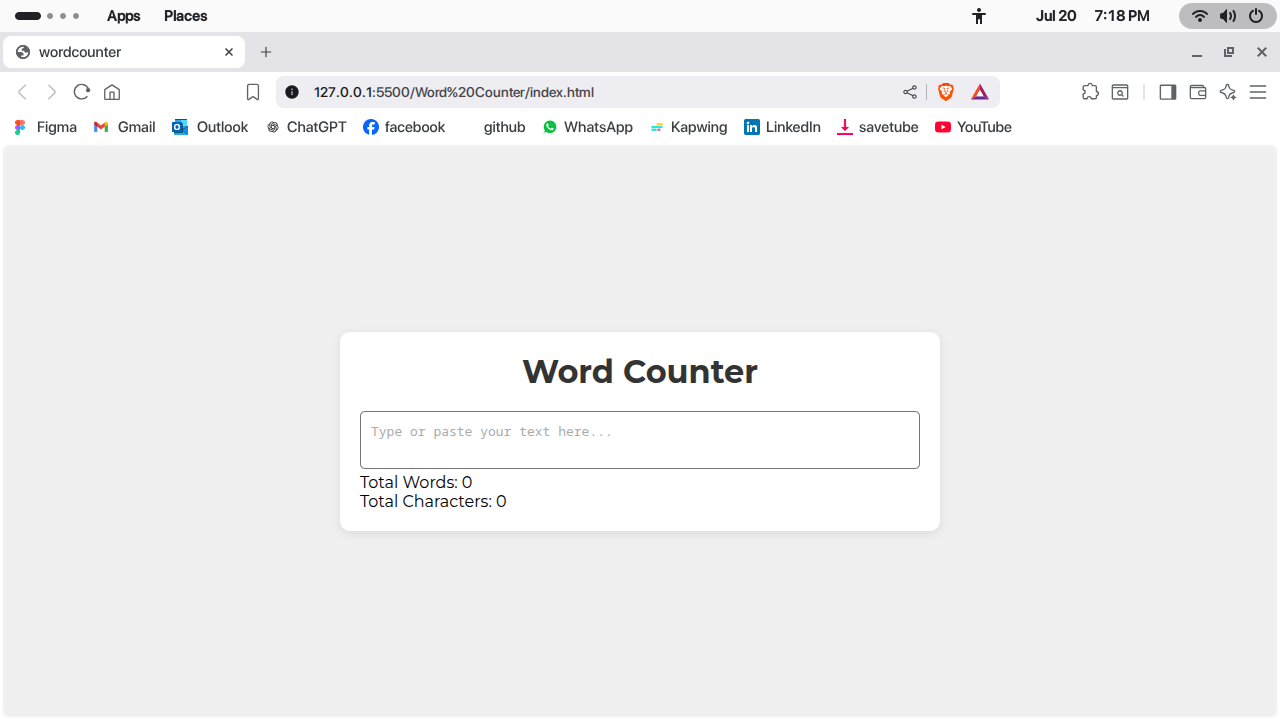 Apps Places Jul 20 7:18 PM
wordcounter
127.0.0.1:5500/Word%20Counter/index.html
Figma Gmail Outlook ChatGPT facebook github WhatsApp Kapwing LinkedIn savetube YouTube
Word Counter
Type or paste your text here...
Total Words: 0
Total Characters: 0